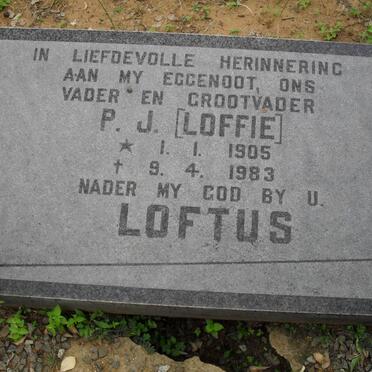 IN LIEFDEVOLLE HERINNERING
AAN MY EGGENOOT, ONS
VADER EN GROOTVADER
P. J. [LOFFIE]
★ 1. 1. 1905
✝ 9. 4. 1983
NADER MY GOD BY U.
LOFTUS